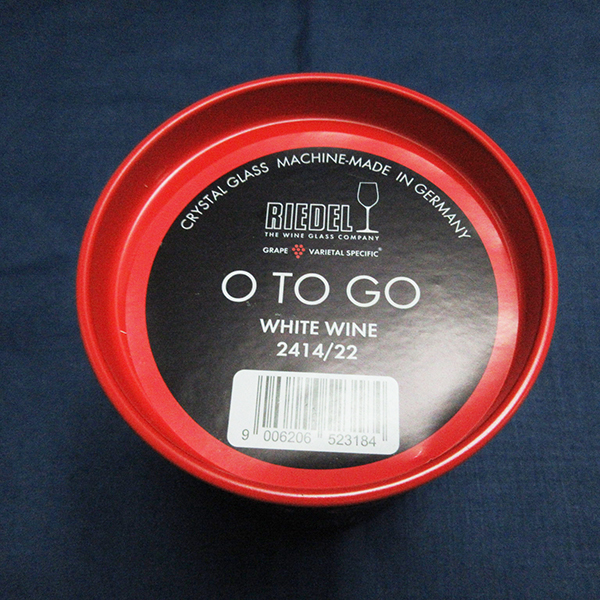 CRYSTAL GLASS MACHINE-MADE IN GERMANY
RIEDEL
THE WINE GLASS COMPANY
GRAPE VARIETAL SPECIFIC®
O TO GO
WHITE WINE
2414/22
9 006206 523184